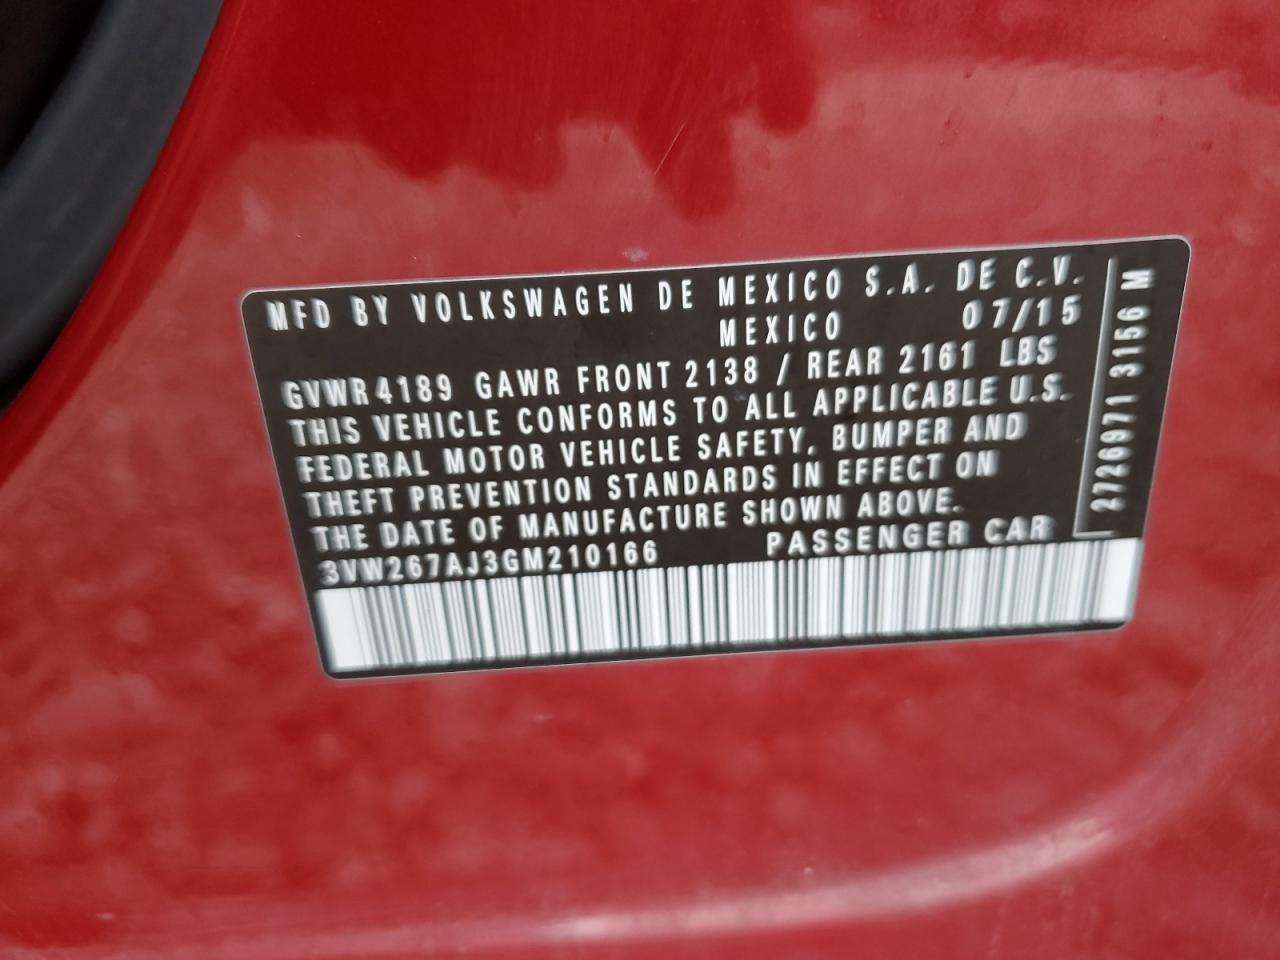 MFD BY VOLKSWAGEN DE MEXICO S.A. DE C.V.
MEXICO 07/15
GVWR 4189 GAWR FRONT 2138 / REAR 2161 LBS
THIS VEHICLE CONFORMS TO ALL APPLICABLE U.S.
FEDERAL MOTOR VEHICLE SAFETY, BUMPER AND
THEFT PREVENTION STANDARDS IN EFFECT ON
THE DATE OF MANUFACTURE SHOWN ABOVE.
3VW267AJ3GM210166 PASSENGER CAR
2726971 3156 M